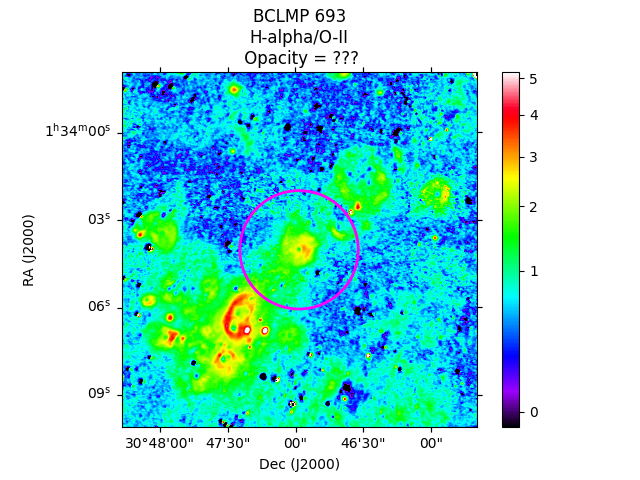 BCLMP 693
H-alpha/O-II
Opacity = ???
1ʰ34ᵐ00ˢ
03ˢ
06ˢ
09ˢ
RA (J2000)
30°48'00" 47'30" 00" 46'30" 00"
Dec (J2000)
5
4
3
2
1
0